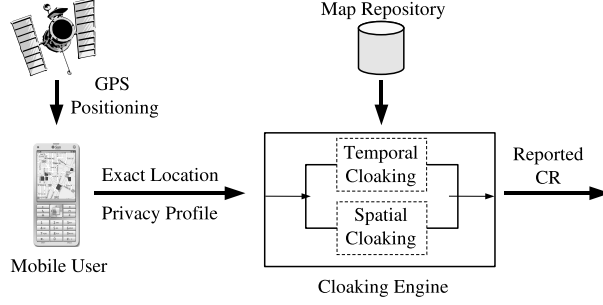 Map Repository
GPS
Positioning
Exact Location
Privacy Profile
Mobile User
Temporal
Cloaking
Spatial
Cloaking
Cloaking Engine
Reported
CR